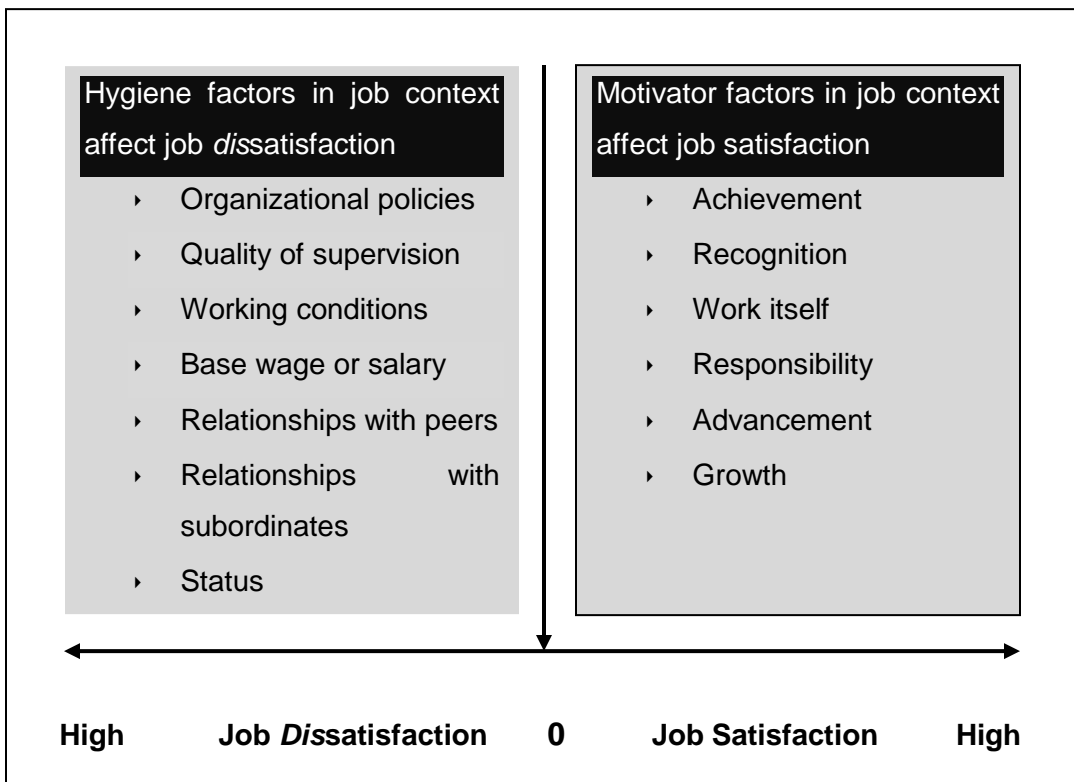 Hygiene factors in job context
affect job dissatisfaction
‣ Organizational policies
‣ Quality of supervision
‣ Working conditions
‣ Base wage or salary
‣ Relationships with peers
‣ Relationships with
subordinates
‣ Status
Motivator factors in job context
affect job satisfaction
‣ Achievement
‣ Recognition
‣ Work itself
‣ Responsibility
‣ Advancement
‣ Growth
High Job Dissatisfaction 0 Job Satisfaction High